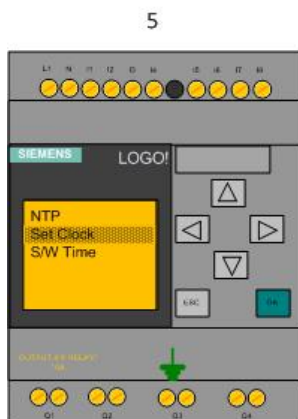 5
L1 N I1 I2 I3 I4 I5 I6 I7 I8
SIEMENS
LOGO!
NTP
Set Clock
S/W Time
ESC
OK
Q1 Q2 Q3 Q4